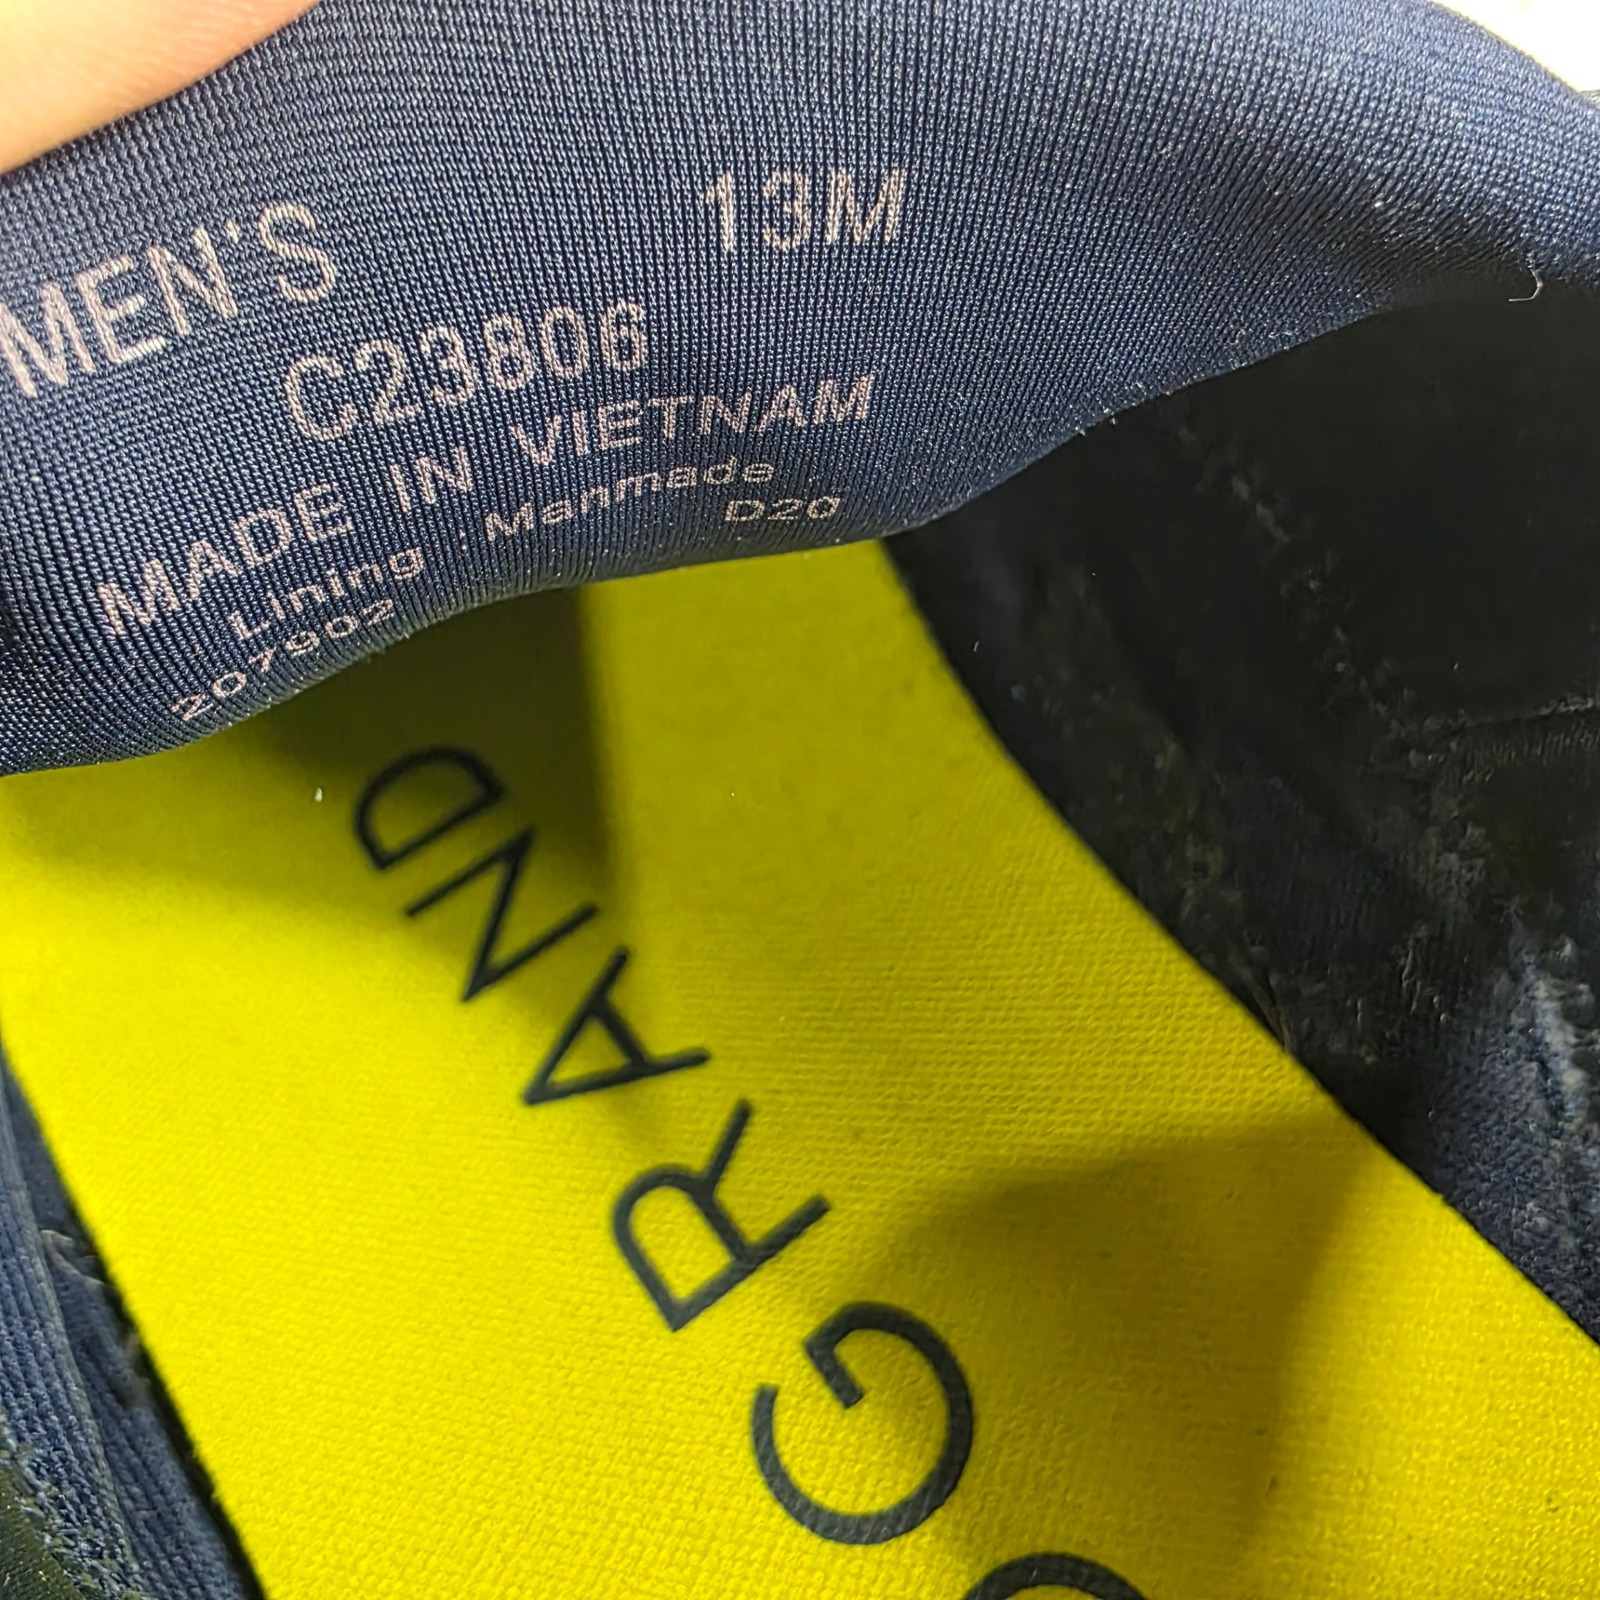 MEN'S 13M
C23806
MADE IN VIETNAM
Lining : Manmade
207902 D20
GRAND